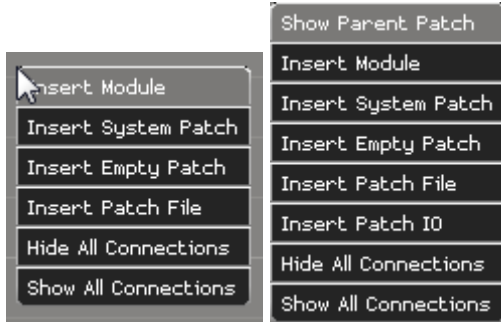 Insert Module
Insert System Patch
Insert Empty Patch
Insert Patch File
Hide All Connections
Show All Connections
Show Parent Patch
Insert Module
Insert System Patch
Insert Empty Patch
Insert Patch File
Insert Patch IO
Hide All Connections
Show All Connections